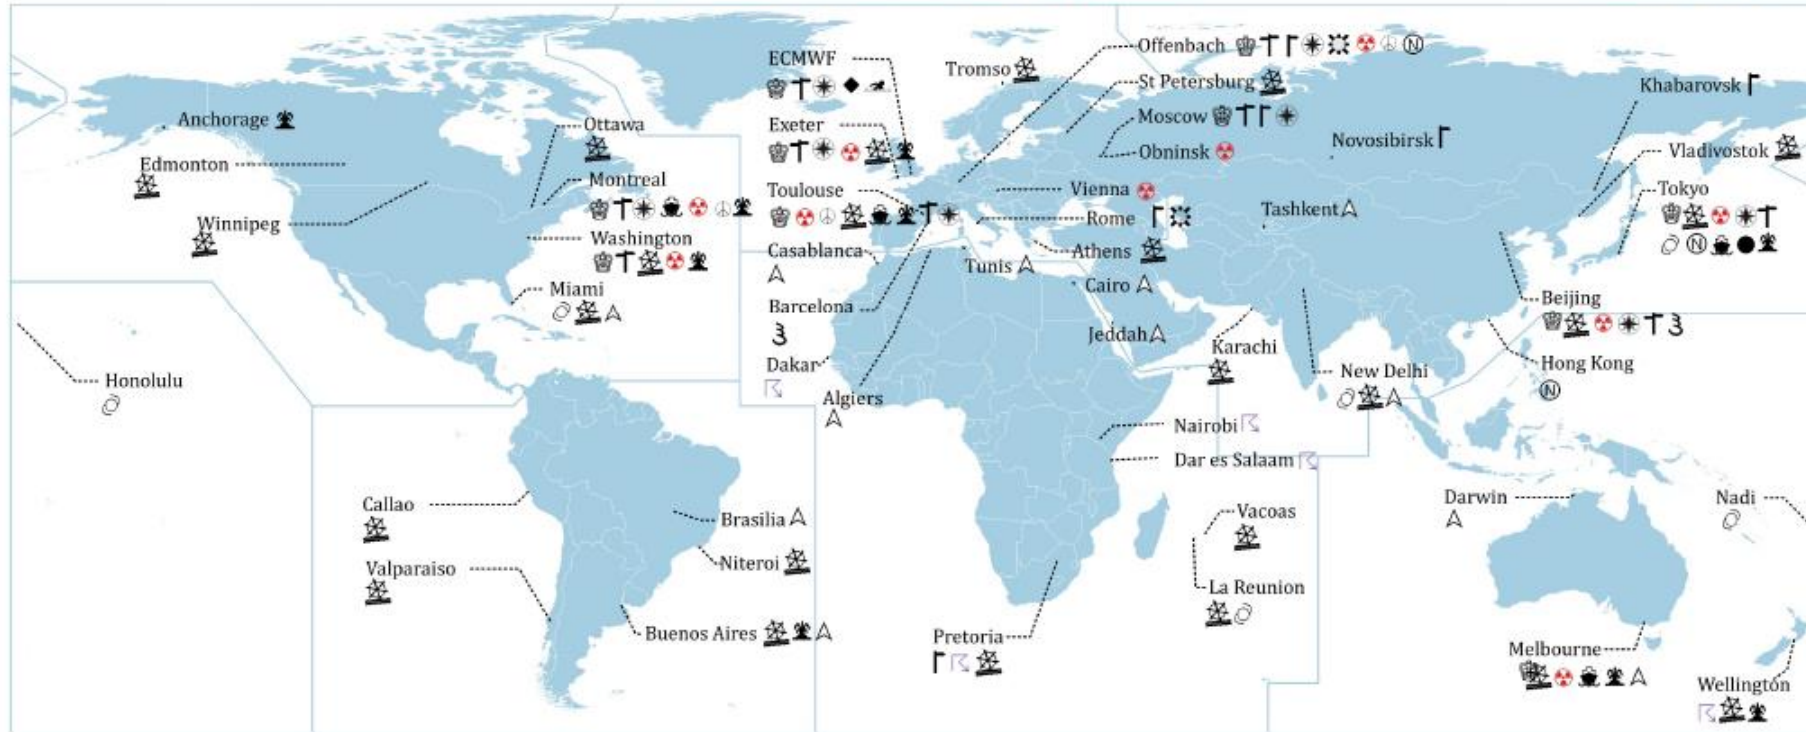 ECMWF
Offenbach
Tromso
St Petersburg
Khabarovsk
Anchorage
Ottawa
Exeter
Moscow
Novosibirsk
Vladivostok
Edmonton
Obninsk
Montreal
Toulouse
Vienna
Tokyo
Winnipeg
Washington
Rome
Tashkent
Casablanca
Athens
Tunis
Miami
Cairo
Beijing
Barcelona
Jeddah
Karachi
Dakar
Hong Kong
Honolulu
New Delhi
Algiers
Nairobi
Dar es Salaam
Callao
Brasilia
Vacoas
Darwin
Nadi
Niteroi
Valparaiso
La Reunion
Buenos Aires
Pretoria
Melbourne
Wellington